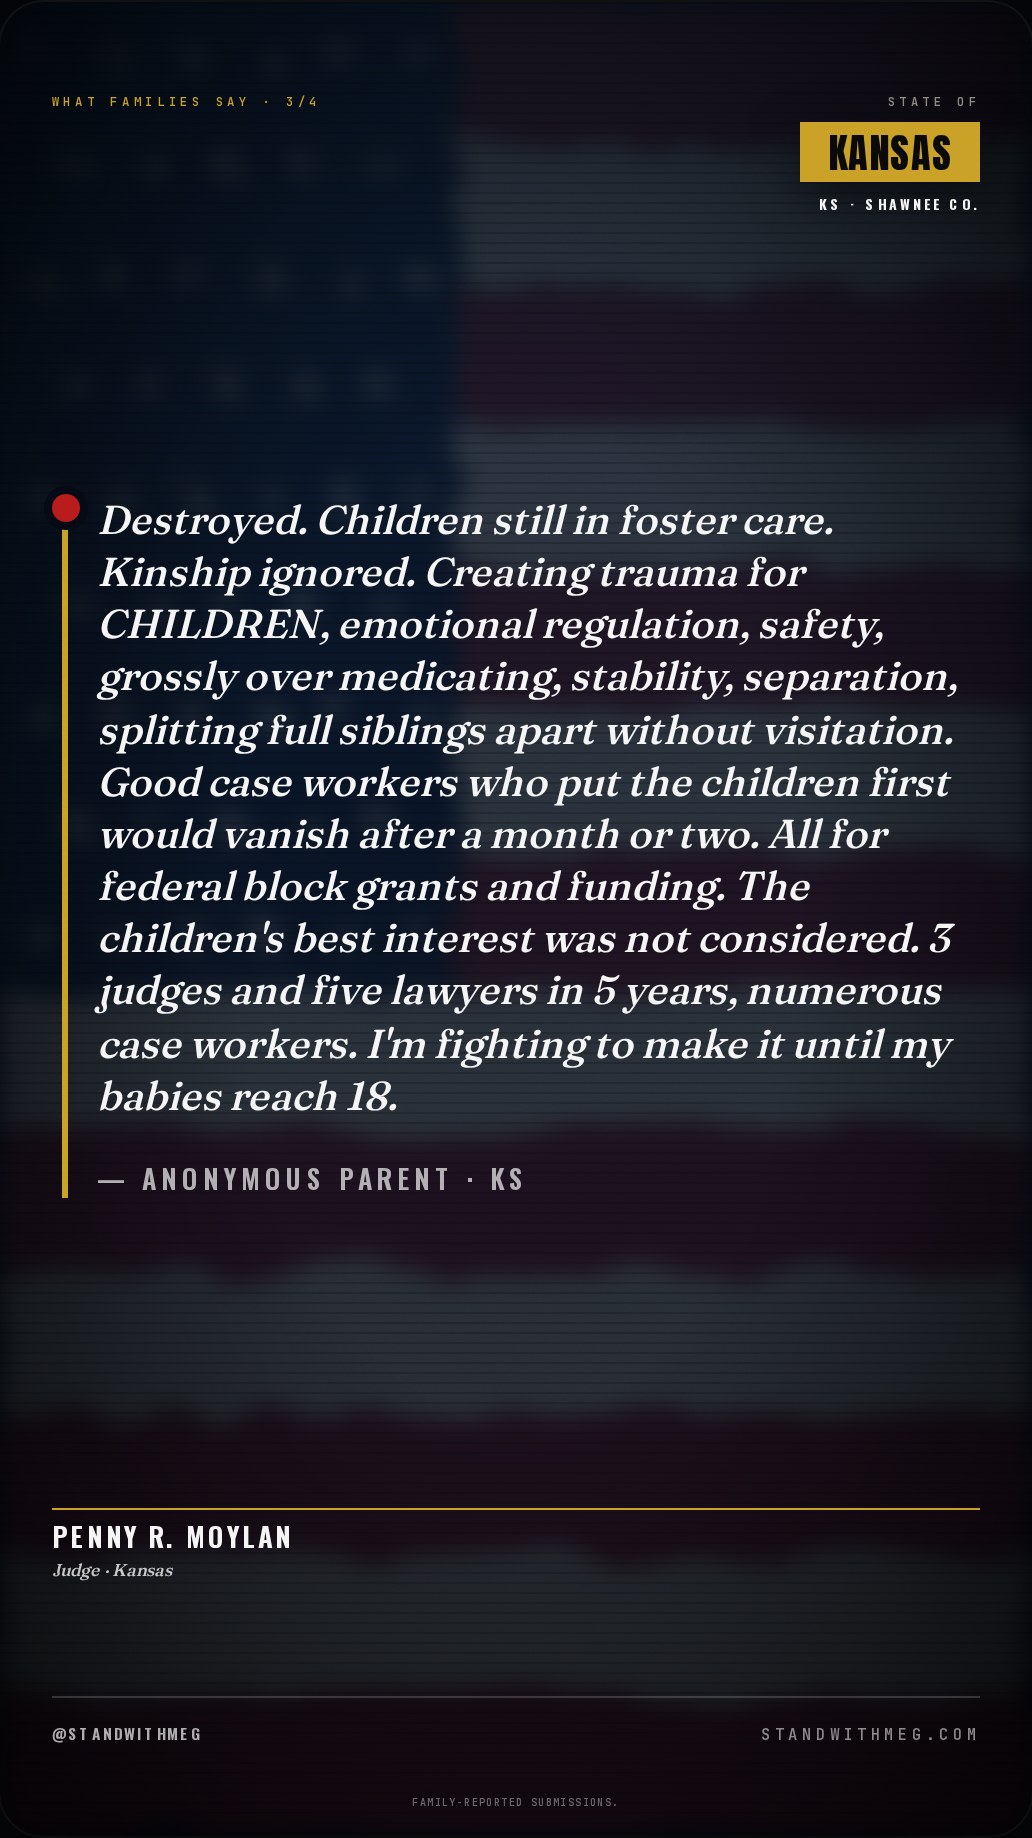 WHAT FAMILIES SAY · 3/4
STATE OF
KANSAS
KS · SHAWNEE CO.
Destroyed. Children still in foster care.
Kinship ignored. Creating trauma for
CHILDREN, emotional regulation, safety,
grossly over medicating, stability, separation,
splitting full siblings apart without visitation.
Good case workers who put the children first
would vanish after a month or two. All for
federal block grants and funding. The
children's best interest was not considered. 3
judges and five lawyers in 5 years, numerous
case workers. I'm fighting to make it until my
babies reach 18.
— ANONYMOUS PARENT · KS
PENNY R. MOYLAN
Judge · Kansas
@STANDWITHMEG
STANDWITHMEG.COM
FAMILY-REPORTED SUBMISSIONS.